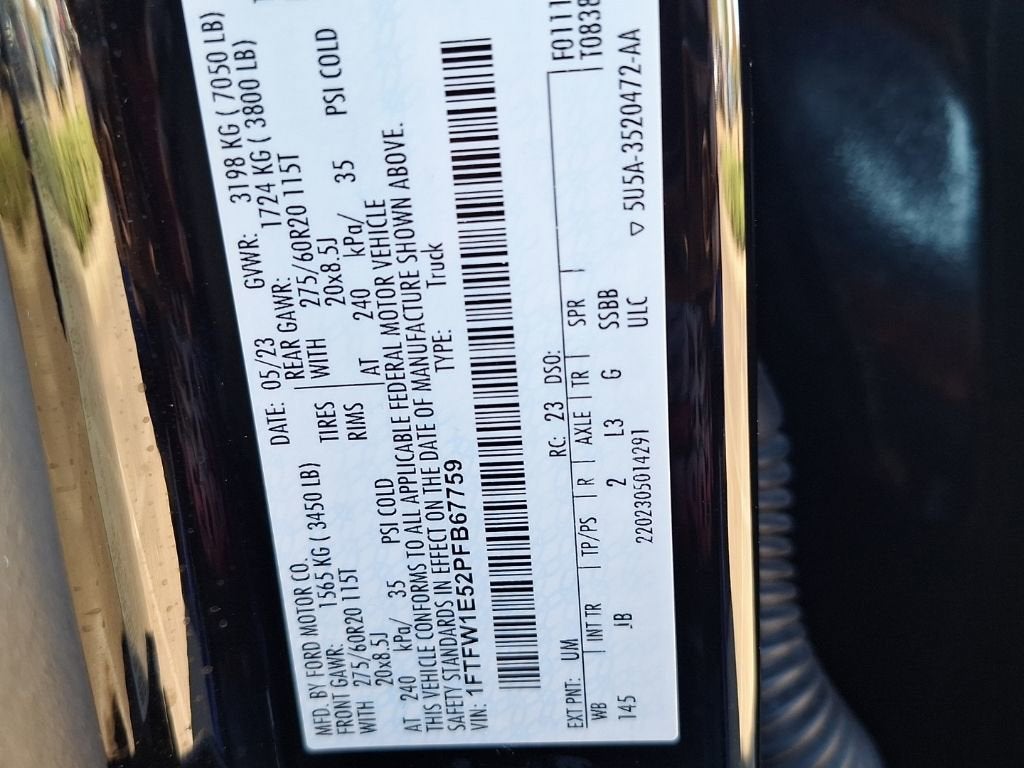 MFD. BY FORD MOTOR CO. DATE: 05/23 GVWR: 3198 KG ( 7050 LB)
FRONT GAWR: 1565 KG ( 3450 LB) REAR GAWR: 1724 KG ( 3800 LB)
WITH 275/60R20 115T TIRES WITH 275/60R20 115T
20x8.5J RIMS 20x8.5J
AT 240 kPa/ 35 PSI COLD AT 240 kPa/ 35 PSI COLD
THIS VEHICLE CONFORMS TO ALL APPLICABLE FEDERAL MOTOR VEHICLE
SAFETY STANDARDS IN EFFECT ON THE DATE OF MANUFACTURE SHOWN ABOVE.
VIN: 1FTFW1E52PFB67759 TYPE: Truck
F0111
T0838
EXT PNT: UM RC: 23 DSO:
WB INT TR TP/PS R AXLE TR SPR
145 JB 2 L3 G SSBB
2202305014291 ULC ▽ 5U5A-3520472-AA